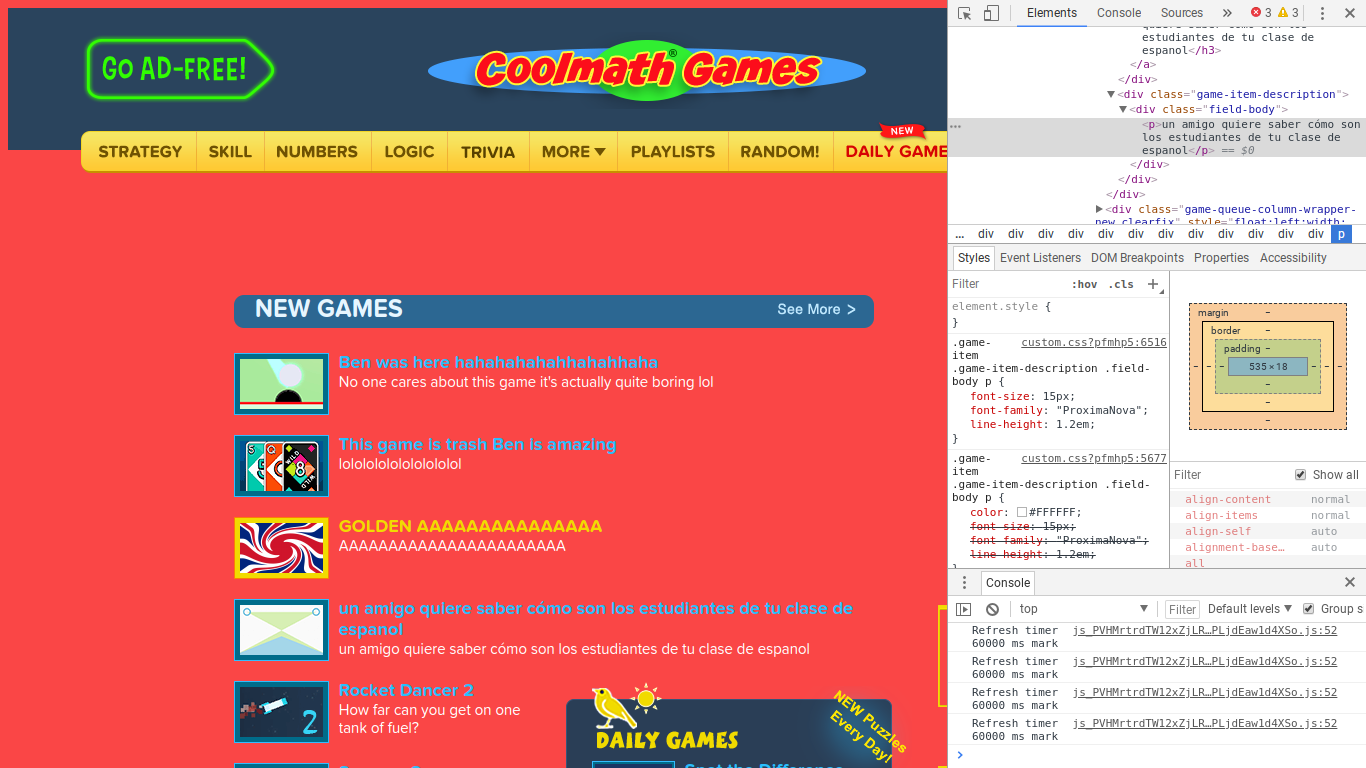 GO AD-FREE!
Coolmath Games®
NEW
STRATEGY SKILL NUMBERS LOGIC TRIVIA MORE PLAYLISTS RANDOM! DAILY GAME
NEW GAMES See More >
Ben was here hahahahahahhahahhaha
No one cares about this game it's actually quite boring lol
This game is trash Ben is amazing
lolololololololololol
GOLDEN AAAAAAAAAAAAAAA
AAAAAAAAAAAAAAAAAAAAAAA
un amigo quiere saber cómo son los estudiantes de tu clase de
espanol
un amigo quiere saber cómo son los estudiantes de tu clase de espanol
Rocket Dancer 2
How far can you get on one
tank of fuel?
2
DAILY GAMES
NEW Puzzles
Every Day!
Spot the Difference
Elements Console Sources » 3 3
estudiantes de tu clase de
espanol</h3>
</a>
</div>
<div class="game-item-description">
<div class="field-body">
<p>un amigo quiere saber cómo son
los estudiantes de tu clase de
espanol</p> == $0
</div>
</div>
</div>
<div class="game-queue-column-wrapper-
new clearfix" style="float:left;width:
... div div div div div div div div div div div div p
Styles Event Listeners DOM Breakpoints Properties Accessibility
Filter :hov .cls +
element.style {
}
.game- custom.css?pfmhp5:6516
item
.game-item-description .field-
body p {
font-size: 15px;
font-family: "ProximaNova";
line-height: 1.2em;
}
.game- custom.css?pfmhp5:5677
item
.game-item-description .field-
body p {
color: #FFFFFF;
font-size: 15px;
font-family: "ProximaNova";
line-height: 1.2em;
}
margin –
border –
padding –
– – – 535 × 18 – – –
–
–
–
Filter Show all
align-content normal
align-items normal
align-self auto
alignment-base… auto
all
Console
top Filter Default levels Group s
Refresh timer js_PVHMrtrdTW12xZjLR…PLjdEaw1d4XSo.js:52
60000 ms mark
Refresh timer js_PVHMrtrdTW12xZjLR…PLjdEaw1d4XSo.js:52
60000 ms mark
Refresh timer js_PVHMrtrdTW12xZjLR…PLjdEaw1d4XSo.js:52
60000 ms mark
Refresh timer js_PVHMrtrdTW12xZjLR…PLjdEaw1d4XSo.js:52
60000 ms mark
>